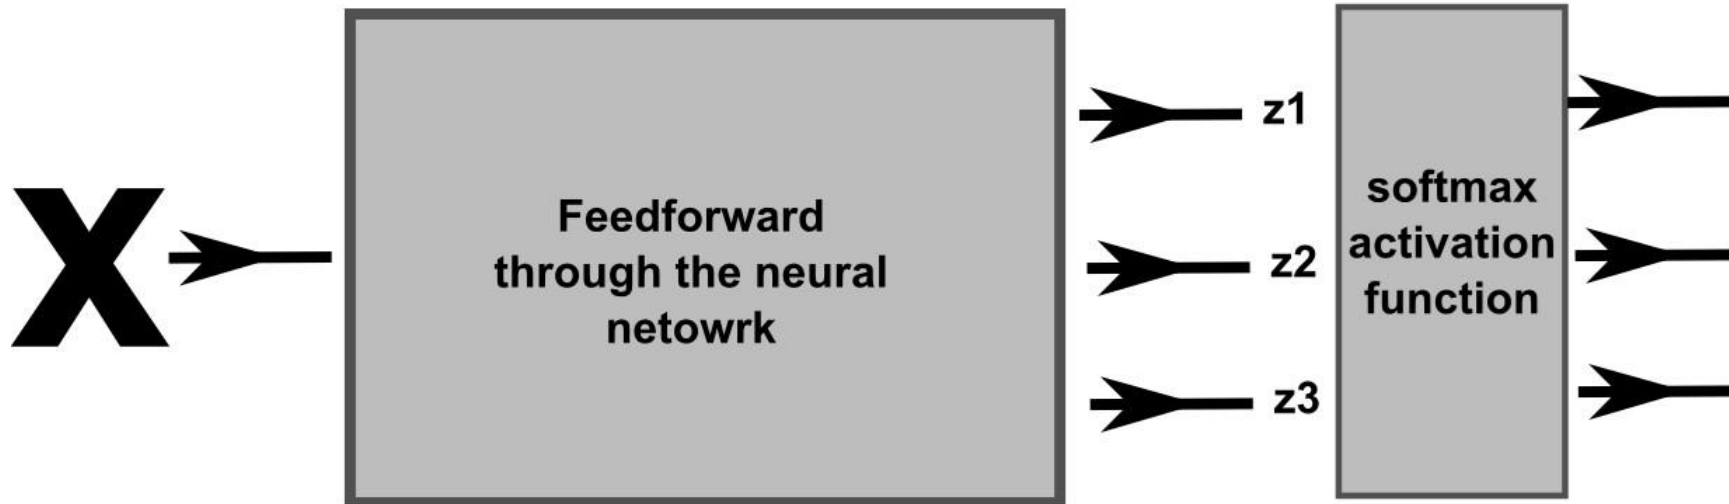 X
Feedforward
through the neural
netowrk
z1
z2
z3
softmax
activation
function